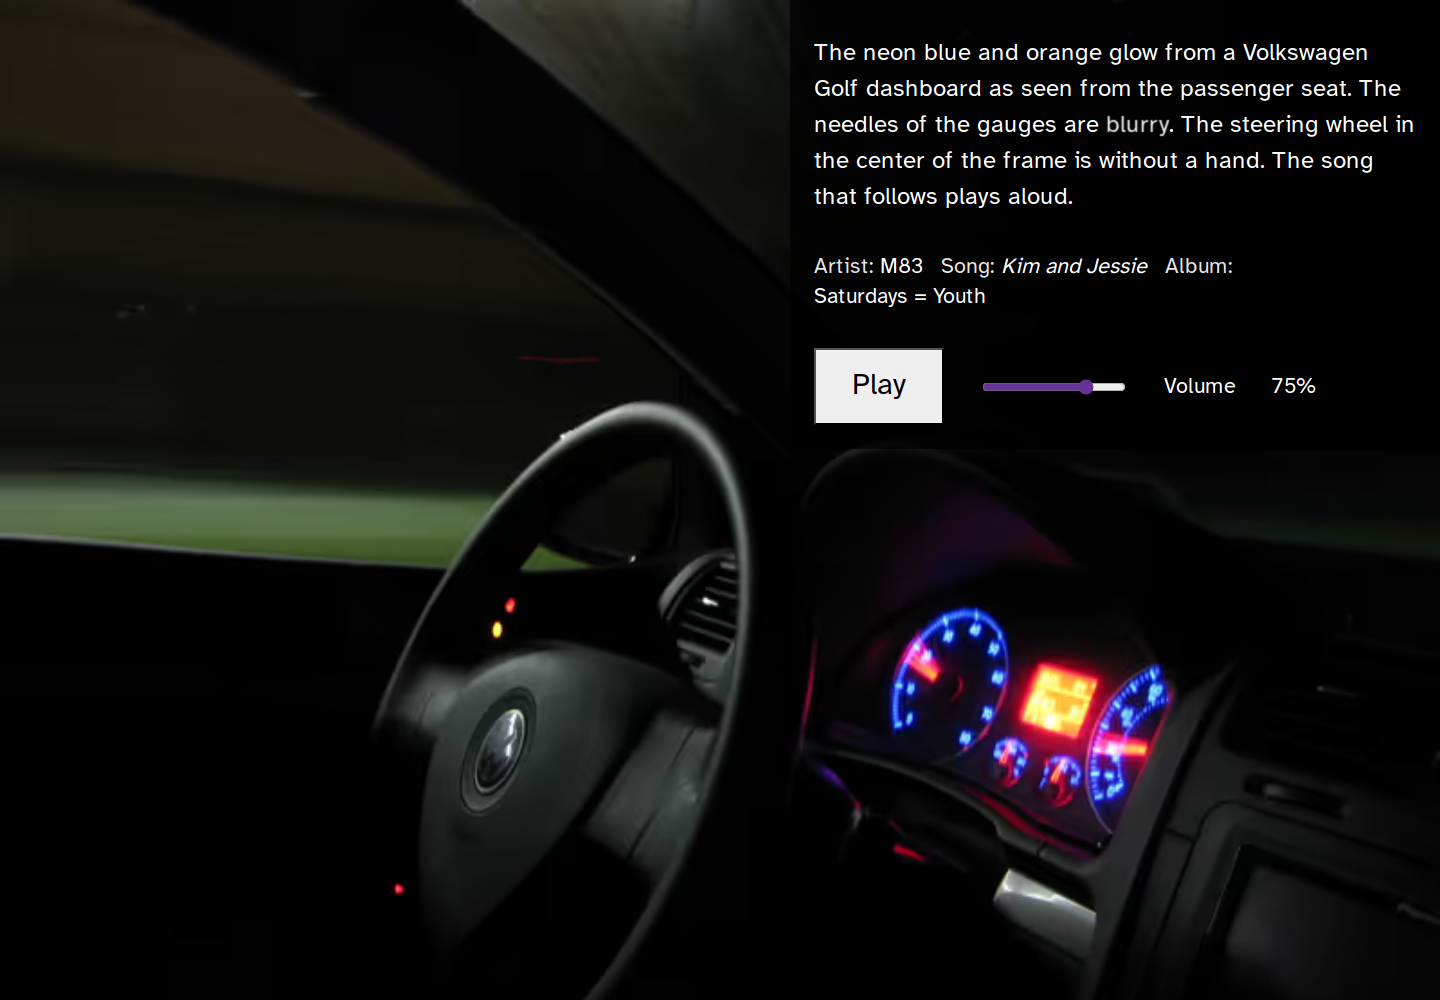 The neon blue and orange glow from a Volkswagen
Golf dashboard as seen from the passenger seat. The
needles of the gauges are blurry. The steering wheel in
the center of the frame is without a hand. The song
that follows plays aloud.
Artist: M83 Song: Kim and Jessie Album:
Saturdays = Youth
Play Volume 75%